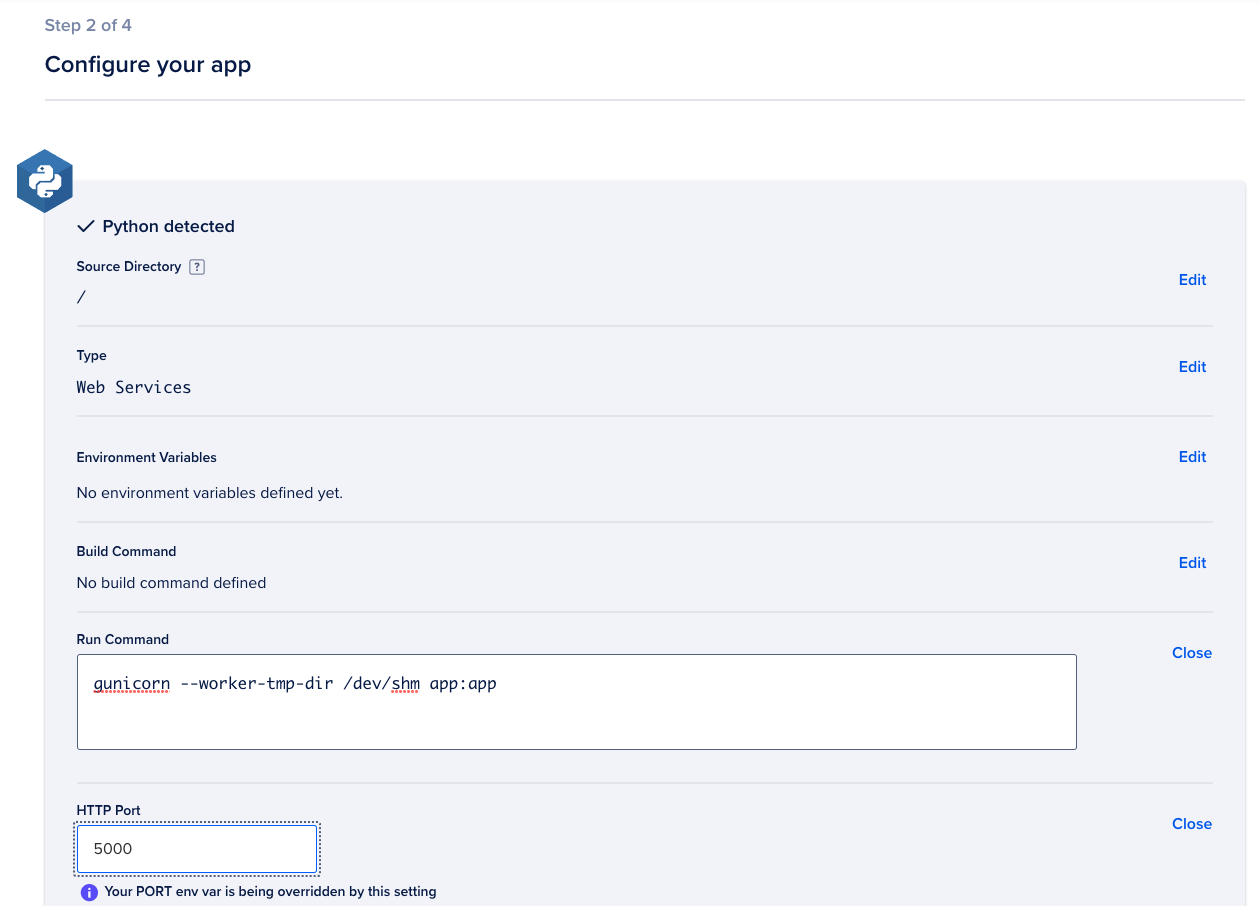 Step 2 of 4
Configure your app
Python detected
Source Directory ?
Edit
/
Type
Edit
Web Services
Environment Variables
Edit
No environment variables defined yet.
Build Command
Edit
No build command defined
Run Command
Close
gunicorn --worker-tmp-dir /dev/shm app:app
HTTP Port
Close
5000
i Your PORT env var is being overridden by this setting